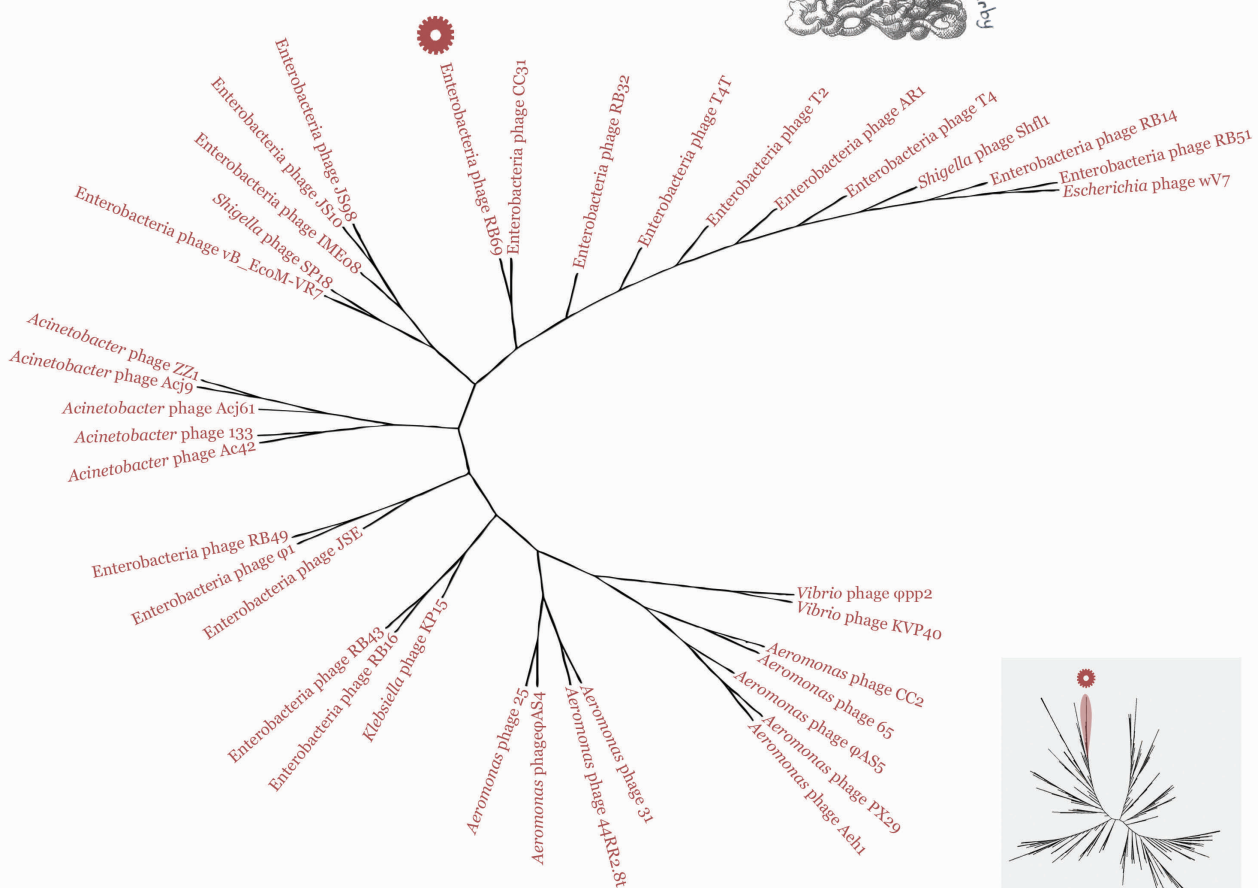 rby
Enterobacteria phage JS98
Enterobacteria phage JS10
Enterobacteria phage IME08
Shigella phage SP18
Enterobacteria phage vB_EcoM-VR7
Enterobacteria phage RB69
Enterobacteria phage CC31
Enterobacteria phage RB32
Enterobacteria phage T4T
Enterobacteria phage T2
Enterobacteria phage AR1
Enterobacteria phage T4
Shigella phage Shfl1
Enterobacteria phage RB14
Enterobacteria phage RB51
Escherichia phage wV7
Acinetobacter phage ZZ1
Acinetobacter phage Acj9
Acinetobacter phage Acj61
Acinetobacter phage 133
Acinetobacter phage Ac42
Enterobacteria phage RB49
Enterobacteria phage φ1
Enterobacteria phage JSE
Enterobacteria phage RB43
Enterobacteria phage RB16
Klebsiella phage KP15
Aeromonas phage 25
Aeromonas phageφAS4
Aeromonas phage 44RR2.8t
Aeromonas phage 31
Vibrio phage φpp2
Vibrio phage KVP40
Aeromonas phage CC2
Aeromonas phage 65
Aeromonas phage φAS5
Aeromonas phage PX29
Aeromonas phage Aeh1